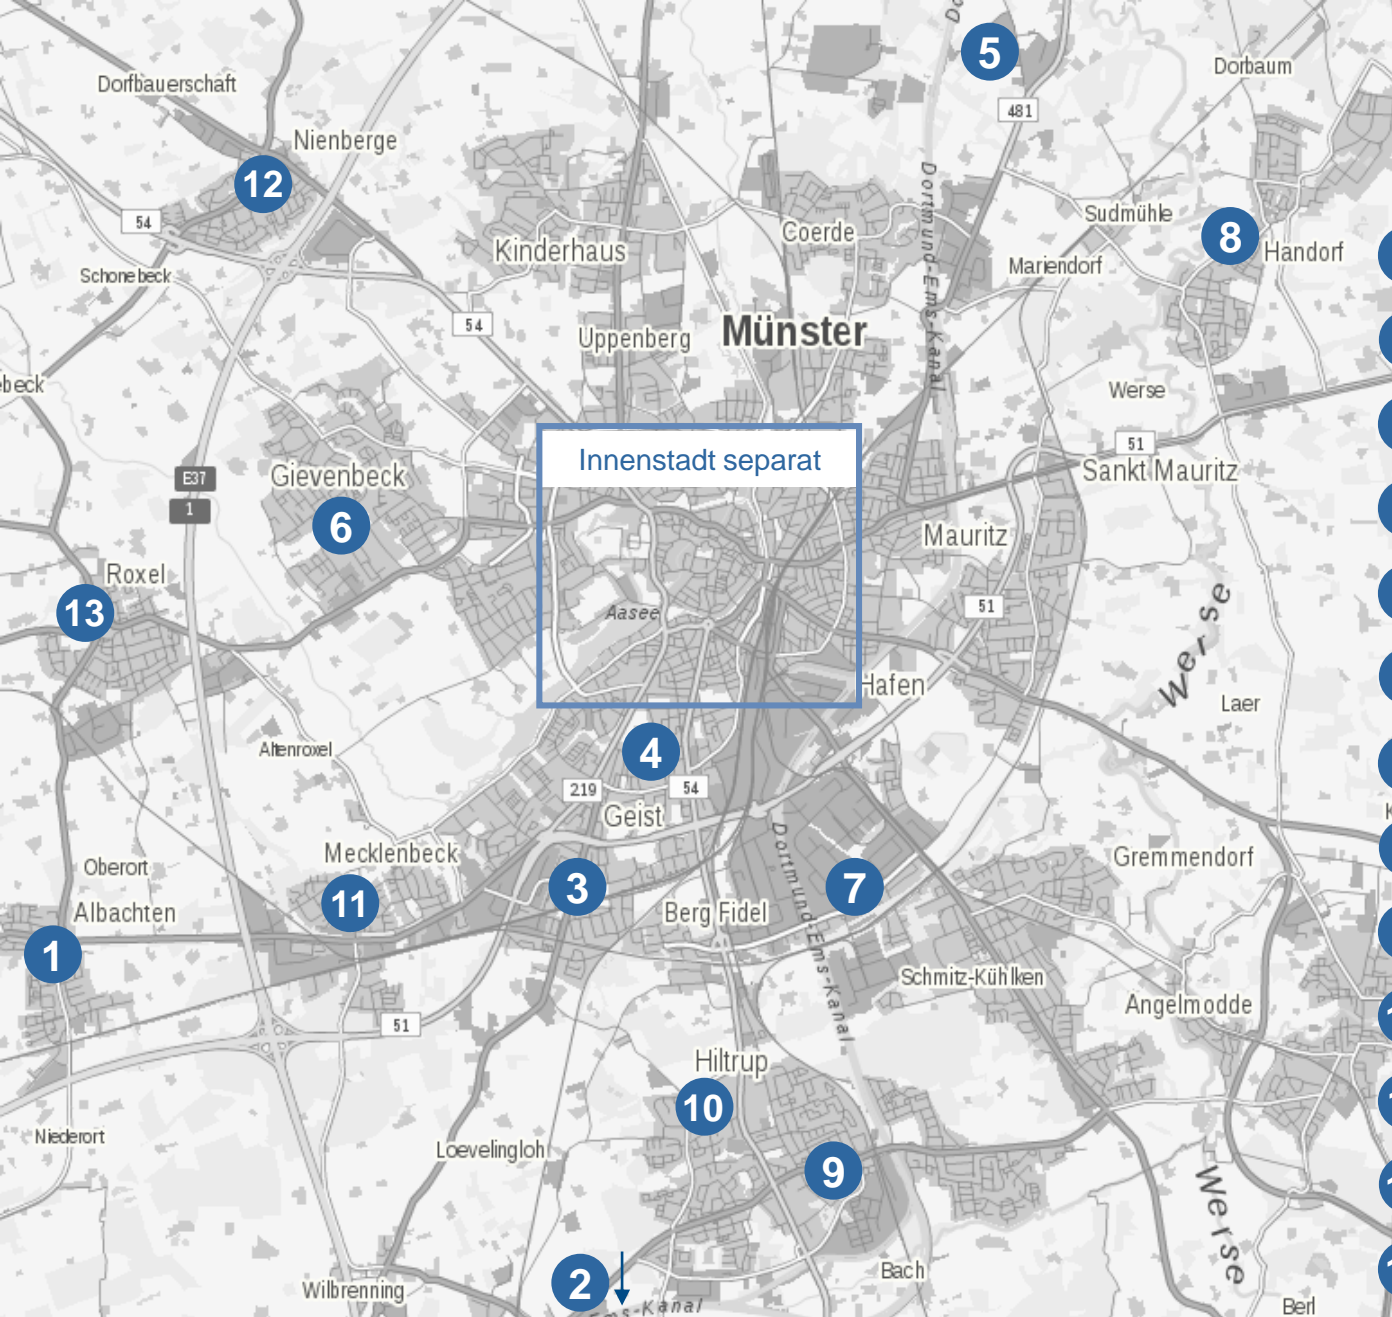 Do
5
Dorbaum
Dorfbauerschaft
481
Nienberge
12
54
Sudmühle
Coerde
8
Kinderhaus
Handorf
Dortmund-Ems-Kanal
Schonebeck
Mariendorf
54
Uppenberg
Münster
beck
Werse
51
Innenstadt separat
Sankt Mauritz
E37
Gievenbeck
1
6
Mauritz
Roxel
13
51
Aasee
Werse
Hafen
Laer
Altenroxel
4
219
54
K
Geist
Dortmund-Ems-Kanal
Mecklenbeck
Gremmendorf
Oberort
3
7
11
Albachten
Berg Fidel
1
Schmitz-Kühlken
Angelmodde
51
Hiltrup
10
Niederort
Loevelingloh
9
Werse
Bach
2
Wilbrenning
Ems-Kanal
Berl